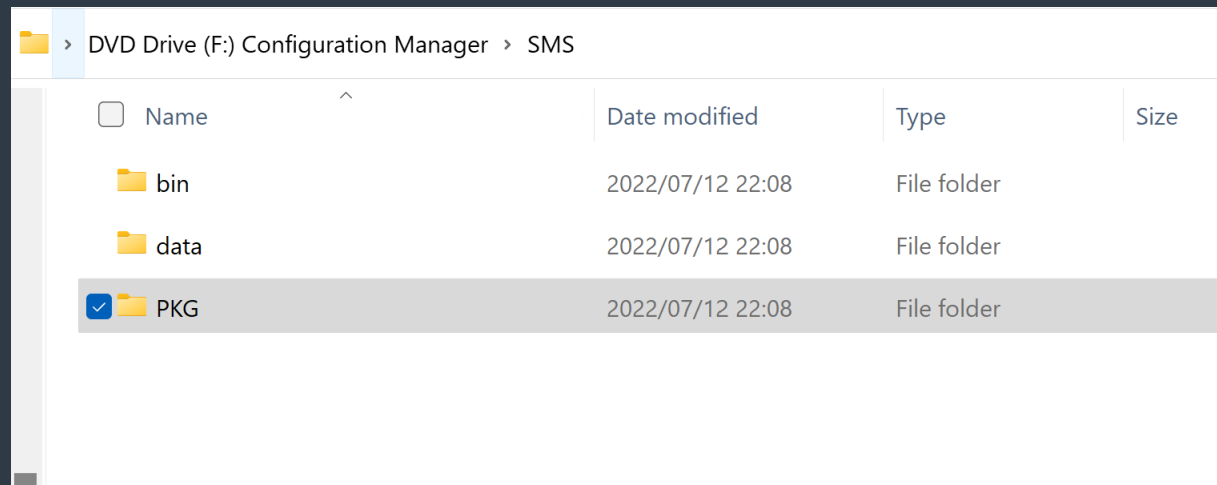 DVD Drive (F:) Configuration Manager > SMS
Name Date modified Type Size
bin 2022/07/12 22:08 File folder
data 2022/07/12 22:08 File folder
PKG 2022/07/12 22:08 File folder